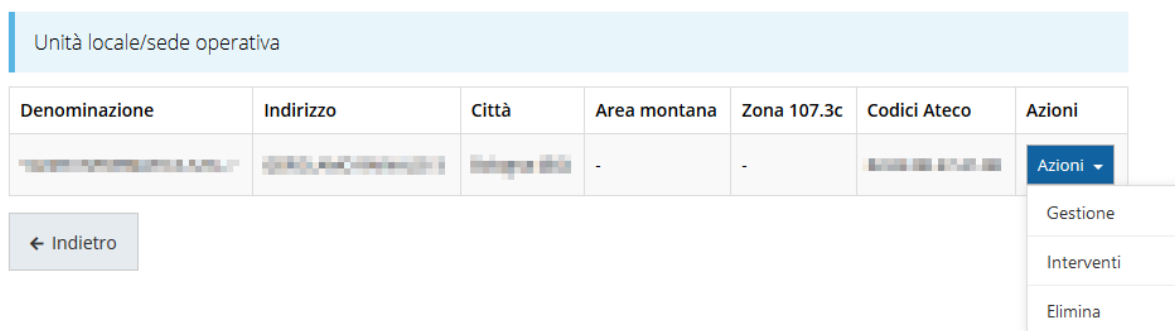 Unità locale/sede operativa
Denominazione Indirizzo Città Area montana Zona 107.3c Codici Ateco Azioni
- - Azioni
← Indietro
Gestione
Interventi
Elimina